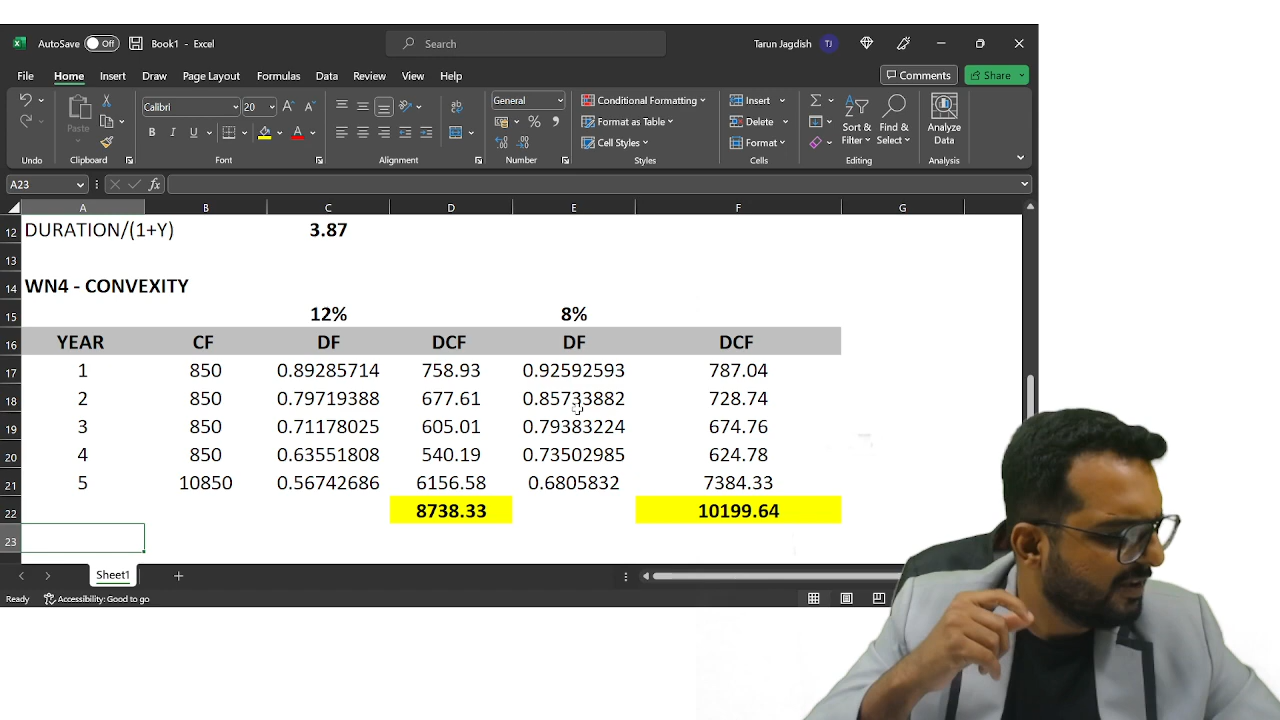 AutoSave Off Book1 - Excel Search Tarun Jagdish TJ
File Home Insert Draw Page Layout Formulas Data Review View Help Comments Share
Paste Calibri 20 A A General Conditional Formatting Insert Sort & Find & Analyze
B I U A % Format as Table Delete Filter Select Data
Cell Styles Format
Undo Clipboard Font Alignment Number Styles Cells Editing Analysis
A23 fx
A B C D E F G
12 DURATION/(1+Y) 3.87
13
14 WN4 - CONVEXITY
15 12% 8%
16 YEAR CF DF DCF DF DCF
17 1 850 0.89285714 758.93 0.92592593 787.04
18 2 850 0.79719388 677.61 0.85733882 728.74
19 3 850 0.71178025 605.01 0.79383224 674.76
20 4 850 0.63551808 540.19 0.73502985 624.78
21 5 10850 0.56742686 6156.58 0.6805832 7384.33
22 8738.33 10199.64
23
Sheet1
Ready Accessibility: Good to go